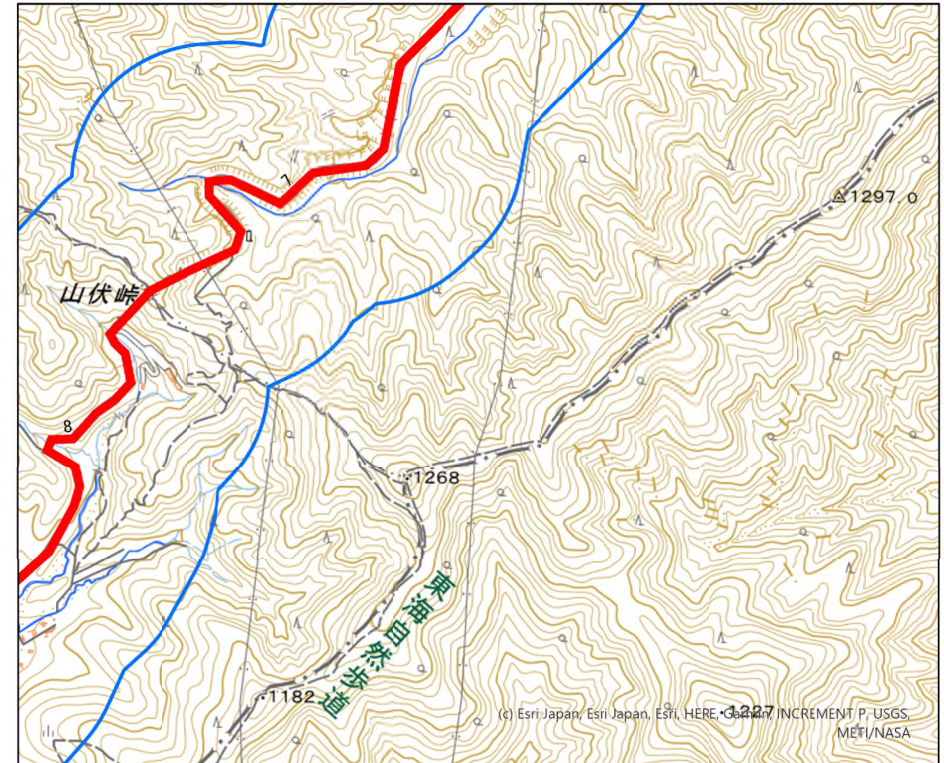 7
1297.0
山伏峠
8
1268
東海自然歩道
1182
1227
(c) Esri Japan, Esri Japan, Esri, HERE, Garmin, INCREMENT P, USGS,
METI/NASA